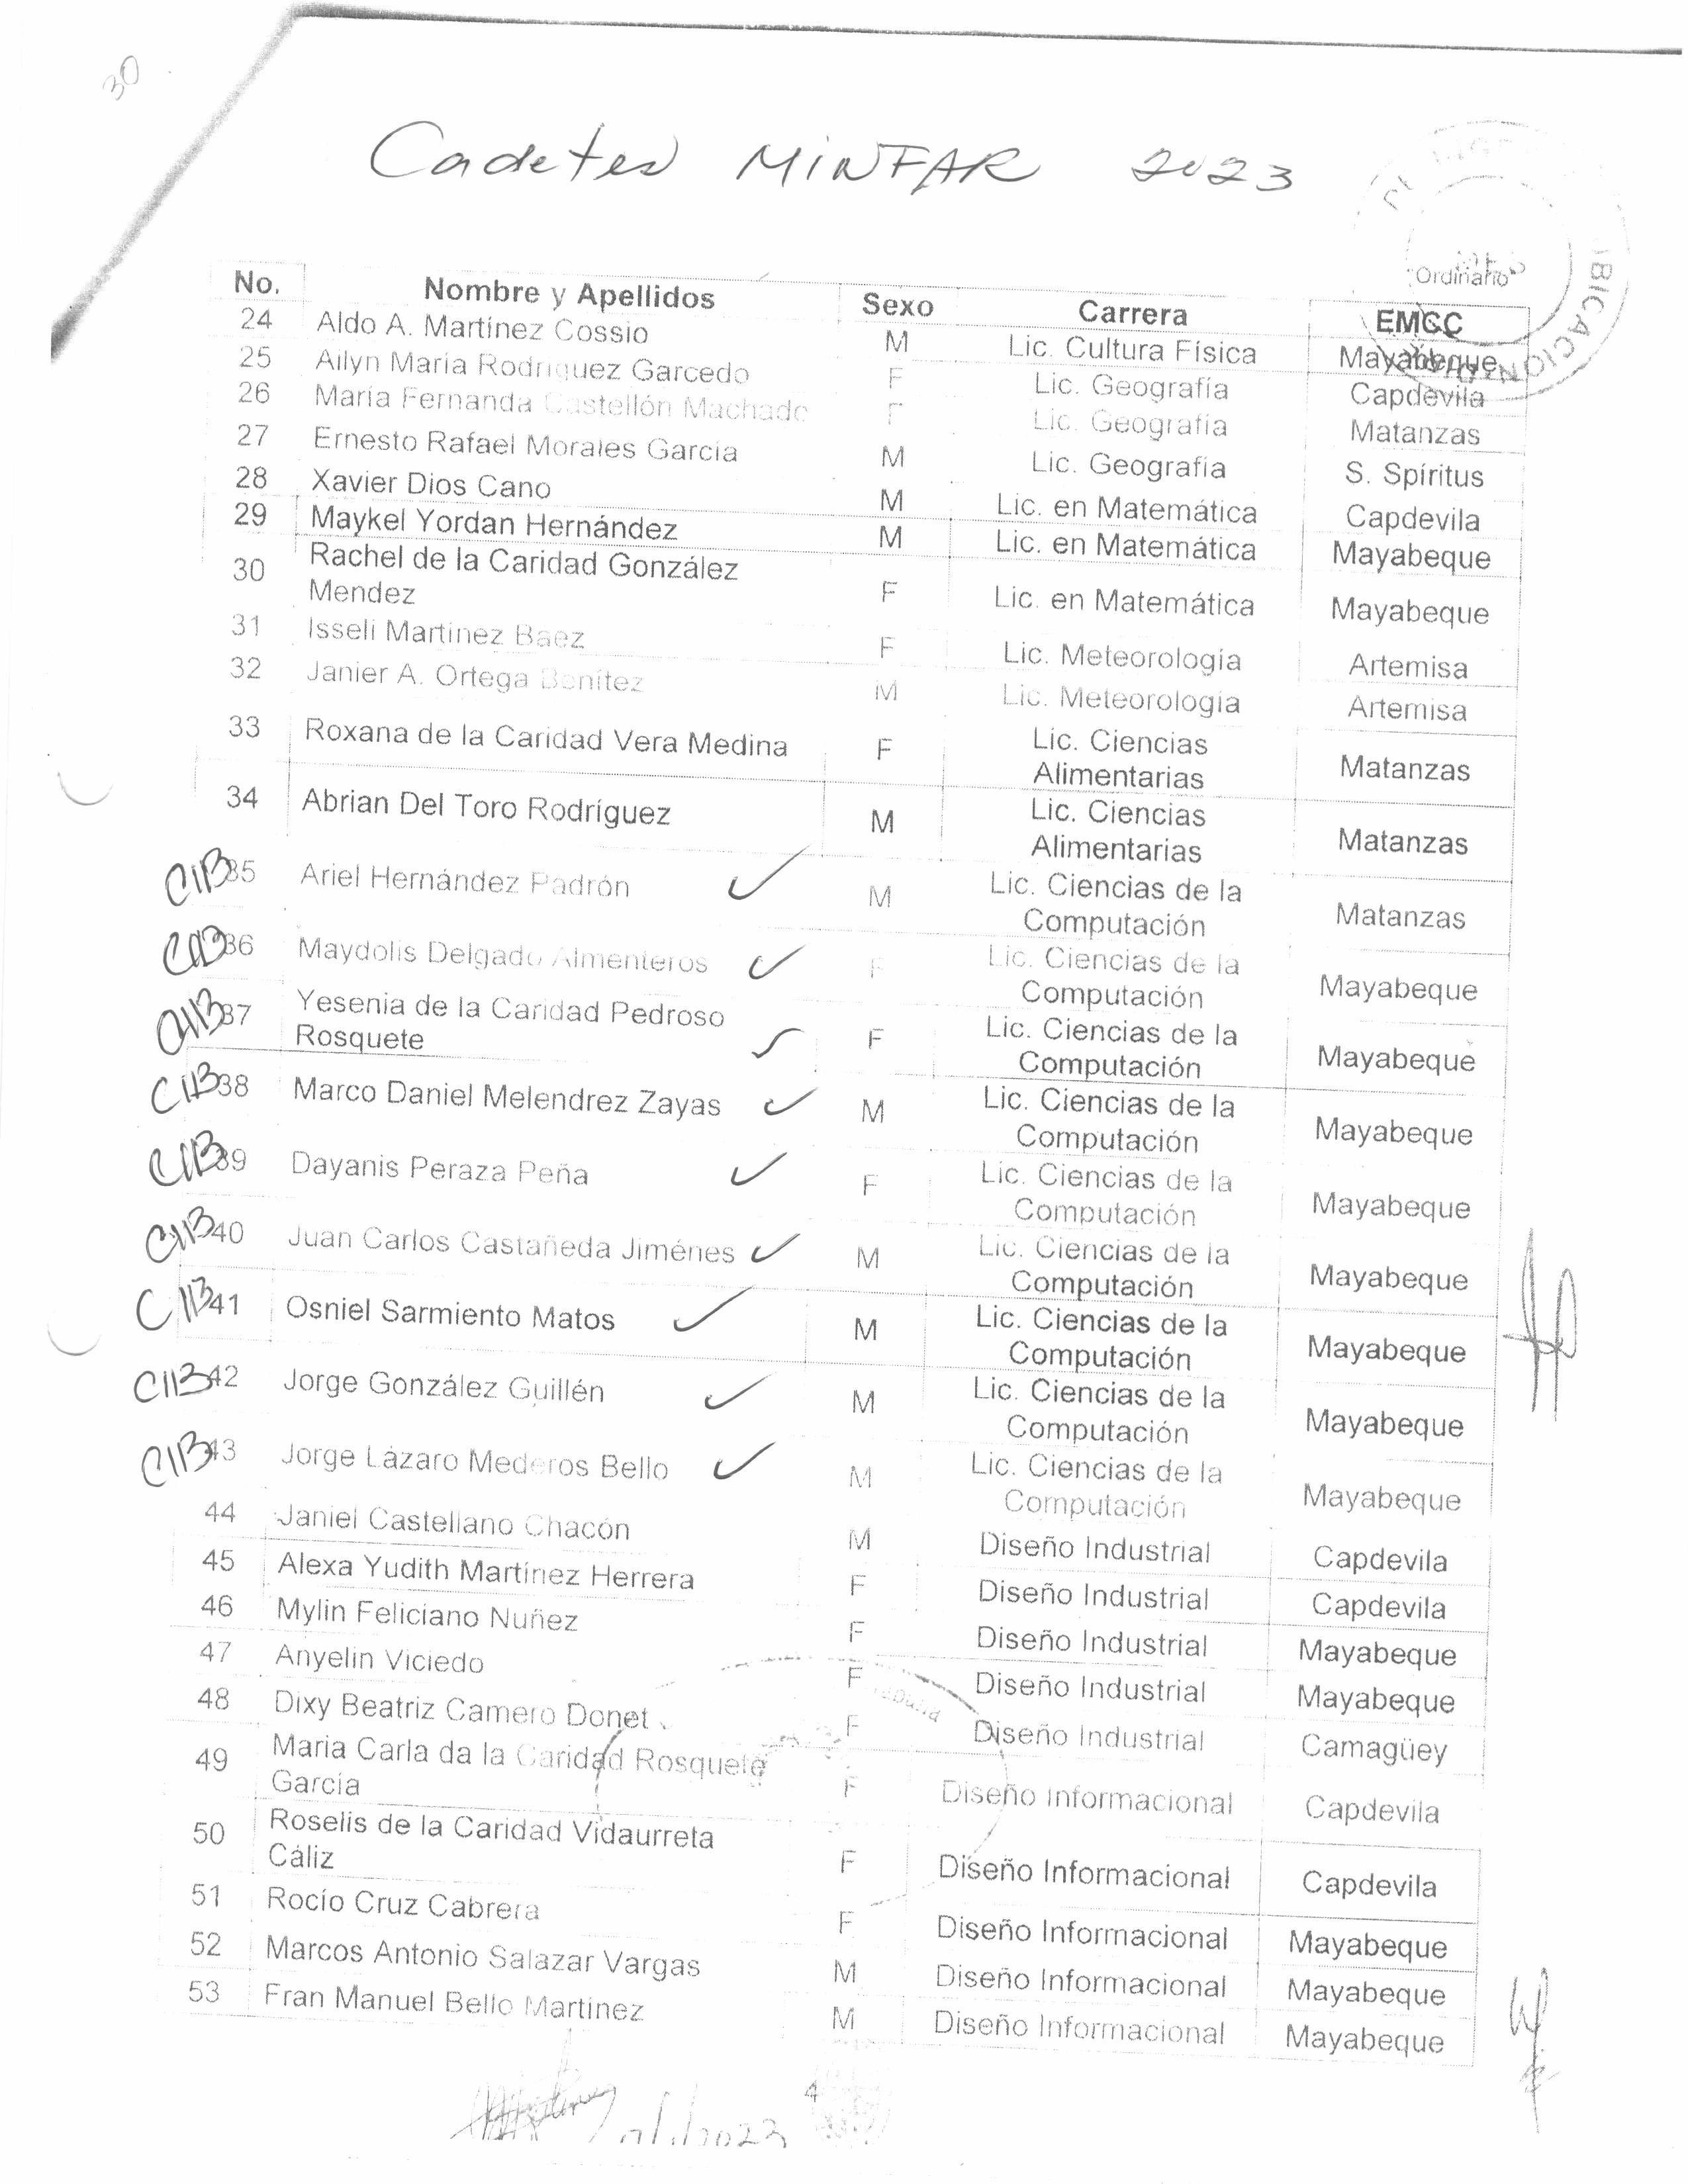 30
Cadetes MINFAR 2023
"Ordinario"
No. Nombre y Apellidos Sexo Carrera EMCC
24 Aldo A. Martínez Cossio M Lic. Cultura Física Mayabeque
25 Ailyn María Rodríguez Garcedo F Lic. Geografía Capdevila
26 María Fernanda Castellón Machado F Lic. Geografía Matanzas
27 Ernesto Rafael Morales García M Lic. Geografía S. Spíritus
28 Xavier Dios Cano M Lic. en Matemática Capdevila
29 Maykel Yordan Hernández M Lic. en Matemática Mayabeque
30 Rachel de la Caridad González
Mendez F Lic. en Matemática Mayabeque
31 Isseli Martinez Baez F Lic. Meteorología Artemisa
32 Janier A. Ortega Benítez M Lic. Meteorología Artemisa
33 Roxana de la Caridad Vera Medina F Lic. Ciencias
Alimentarias Matanzas
34 Abrian Del Toro Rodríguez M Lic. Ciencias
Alimentarias Matanzas
C113 35 Ariel Hernández Padrón ✓ M Lic. Ciencias de la
Computación Matanzas
C113 36 Maydolis Delgado Almenteros ✓ F Lic. Ciencias de la
Computación Mayabeque
C113 37 Yesenia de la Caridad Pedroso
Rosquete ✓ F Lic. Ciencias de la
Computación Mayabeque
C113 38 Marco Daniel Melendrez Zayas ✓ M Lic. Ciencias de la
Computación Mayabeque
C113 39 Dayanis Peraza Peña ✓ F Lic. Ciencias de la
Computación Mayabeque
C113 40 Juan Carlos Castañeda Jiménes ✓ M Lic. Ciencias de la
Computación Mayabeque
C113 41 Osniel Sarmiento Matos ✓ M Lic. Ciencias de la
Computación Mayabeque
C113 42 Jorge González Guillén ✓ M Lic. Ciencias de la
Computación Mayabeque
C113 43 Jorge Lázaro Mederos Bello ✓ M Lic. Ciencias de la
Computación Mayabeque
44 Janiel Castellano Chacón M Diseño Industrial Capdevila
45 Alexa Yudith Martínez Herrera F Diseño Industrial Capdevila
46 Mylin Feliciano Nuñez F Diseño Industrial Mayabeque
47 Anyelin Viciedo F Diseño Industrial Mayabeque
48 Dixy Beatriz Camero Donet F Diseño Industrial Camagüey
49 Maria Carla da la Caridad Rosquete
García F Diseño Informacional Capdevila
50 Roselis de la Caridad Vidaurreta
Cáliz F Diseño Informacional Capdevila
51 Rocío Cruz Cabrera F Diseño Informacional Mayabeque
52 Marcos Antonio Salazar Vargas M Diseño Informacional Mayabeque
53 Fran Manuel Bello Martinez M Diseño Informacional Mayabeque
4